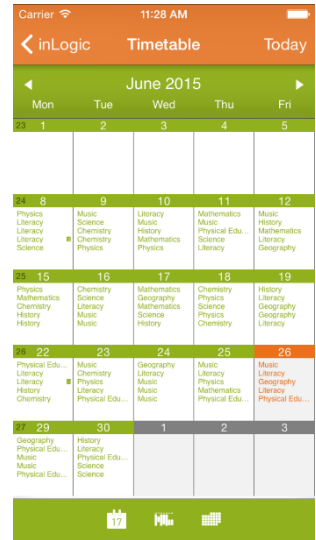 Carrier 11:28 AM
inLogic Timetable Today
June 2015
Mon Tue Wed Thu Fri
23 1 2 3 4 5
24 8 9 10 11 12
Physics Music Literacy Mathematics Music
Literacy Science Music Music History
Literacy Chemistry History Physical Edu... Mathematics
Literacy Chemistry Mathematics Science Literacy
Science Physics Physics Literacy Geography
25 15 16 17 18 19
Physics Chemistry Mathematics Chemistry History
Mathematics Science Geography Physics Literacy
Chemistry Literacy Mathematics Science Geography
History Music Science Physics Geography
History Music History Chemistry Literacy
26 22 23 24 25 26
Physical Edu... Music Geography Music Music
Literacy Chemistry Literacy Literacy Literacy
Literacy Physics Music Physics Geography
History Literacy Music Mathematics Literacy
Chemistry Physical Edu... Music Physical Edu... Physical Edu...
27 29 30 1 2 3
Geography History
Physical Edu... Literacy
Music Physical Edu...
Music Science
Physical Edu... Science
17